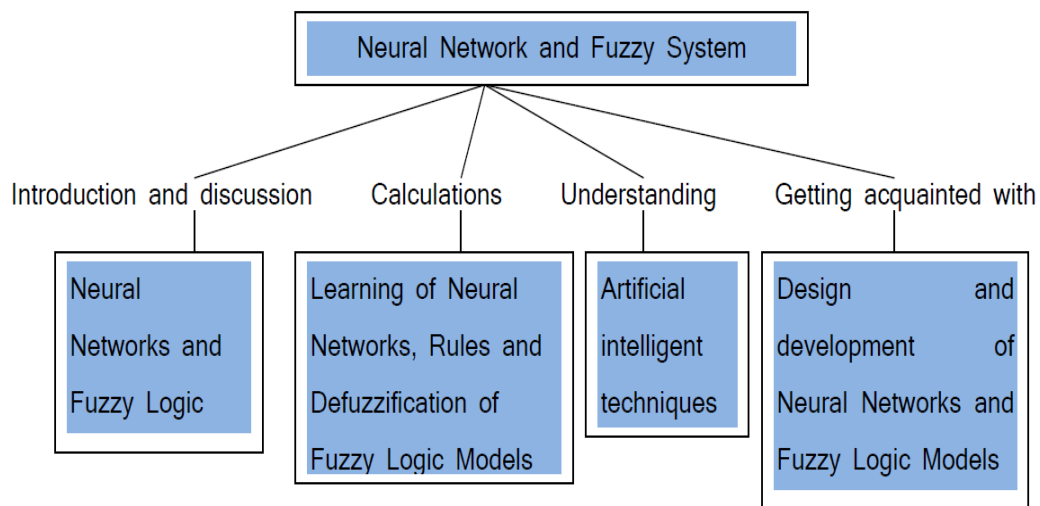 Neural Network and Fuzzy System
Introduction and discussion
Calculations
Understanding
Getting acquainted with
Neural
Networks and
Fuzzy Logic
Learning of Neural
Networks, Rules and
Defuzzification of
Fuzzy Logic Models
Artificial
intelligent
techniques
Design and
development of
Neural Networks and
Fuzzy Logic Models